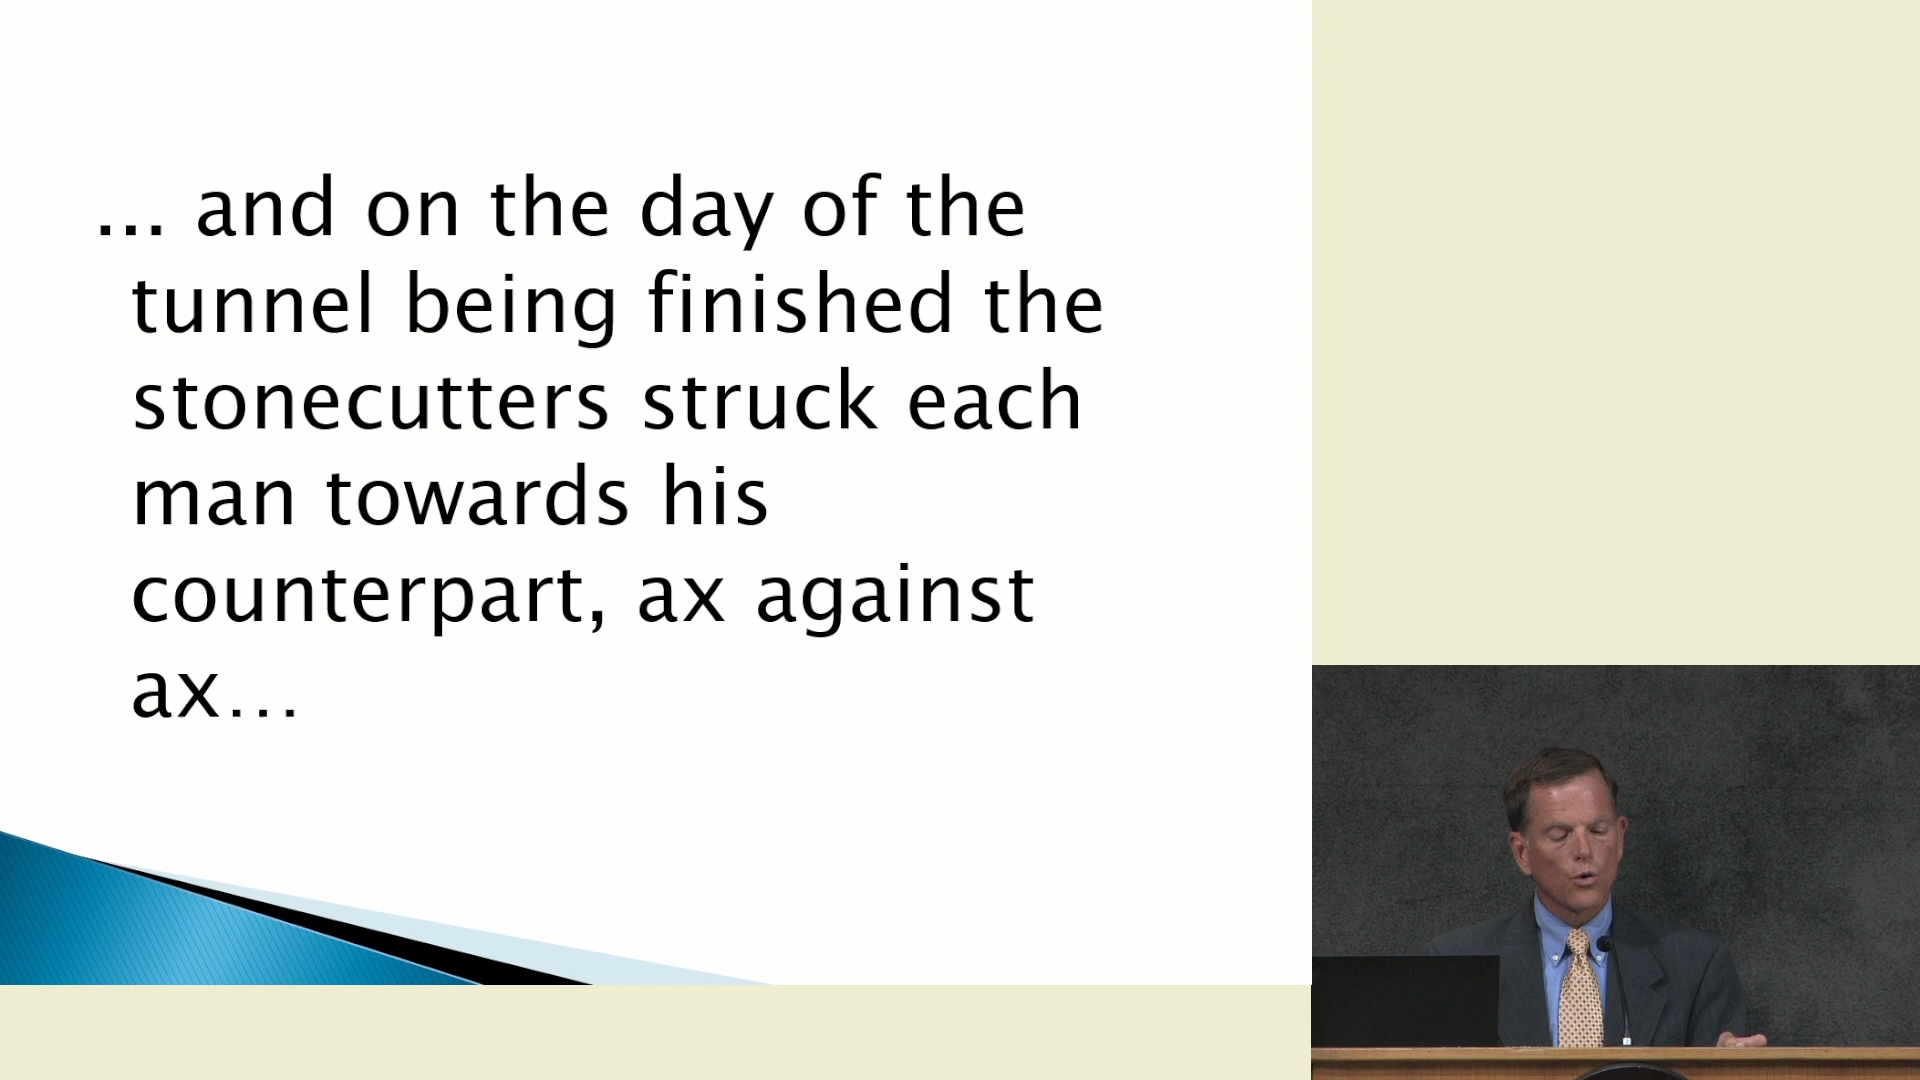 ... and on the day of the
tunnel being finished the
stonecutters struck each
man towards his
counterpart, ax against
ax...